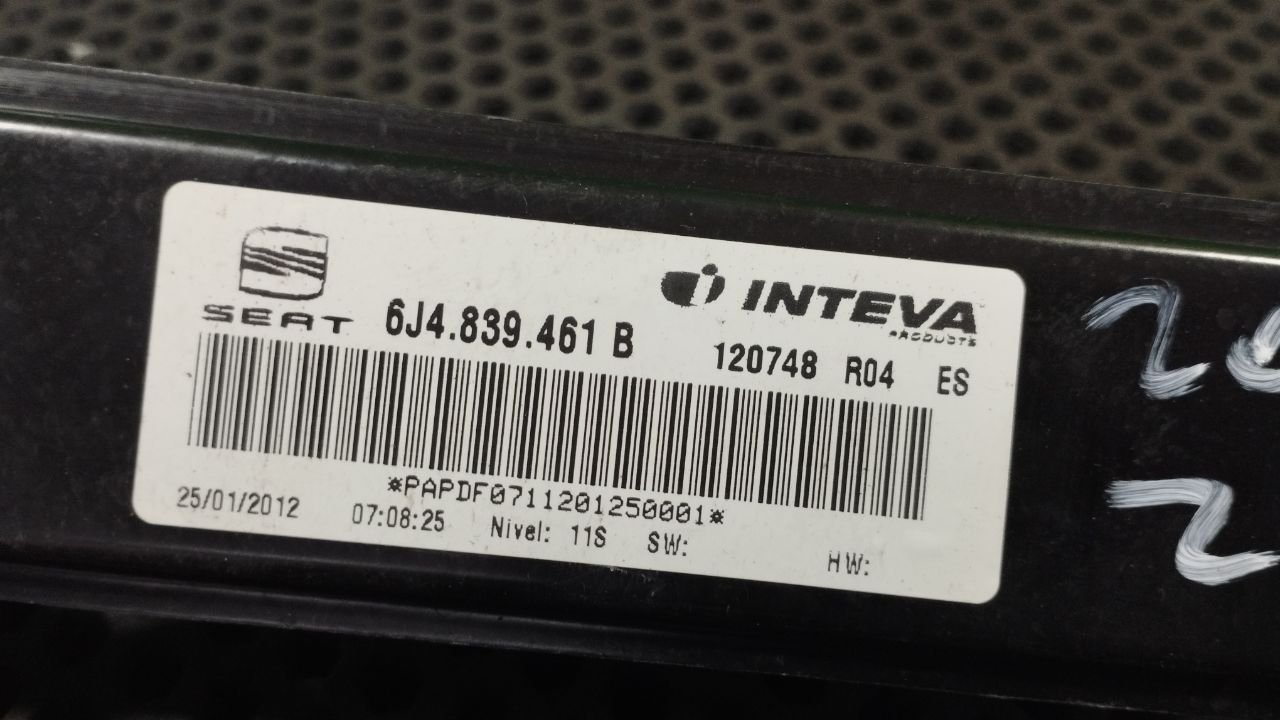 SEAT 6J4.839.461 B
INTEVA
PRODUCTS
120748 R04 ES
*PAPDF0711201250001*
25/01/2012 07:08:25 Nivel: 11S SW: HW: